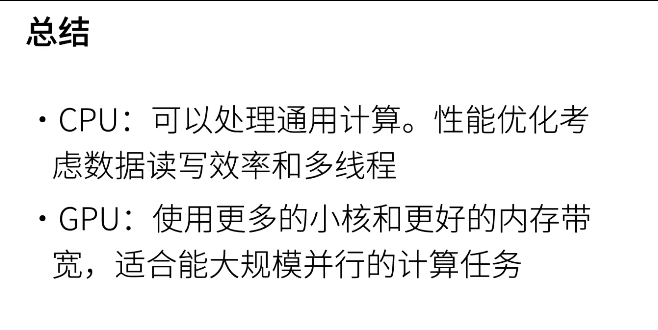 总结
• CPU：可以处理通用计算。性能优化考
虑数据读写效率和多线程
• GPU：使用更多的小核和更好的内存带
宽，适合能大规模并行的计算任务